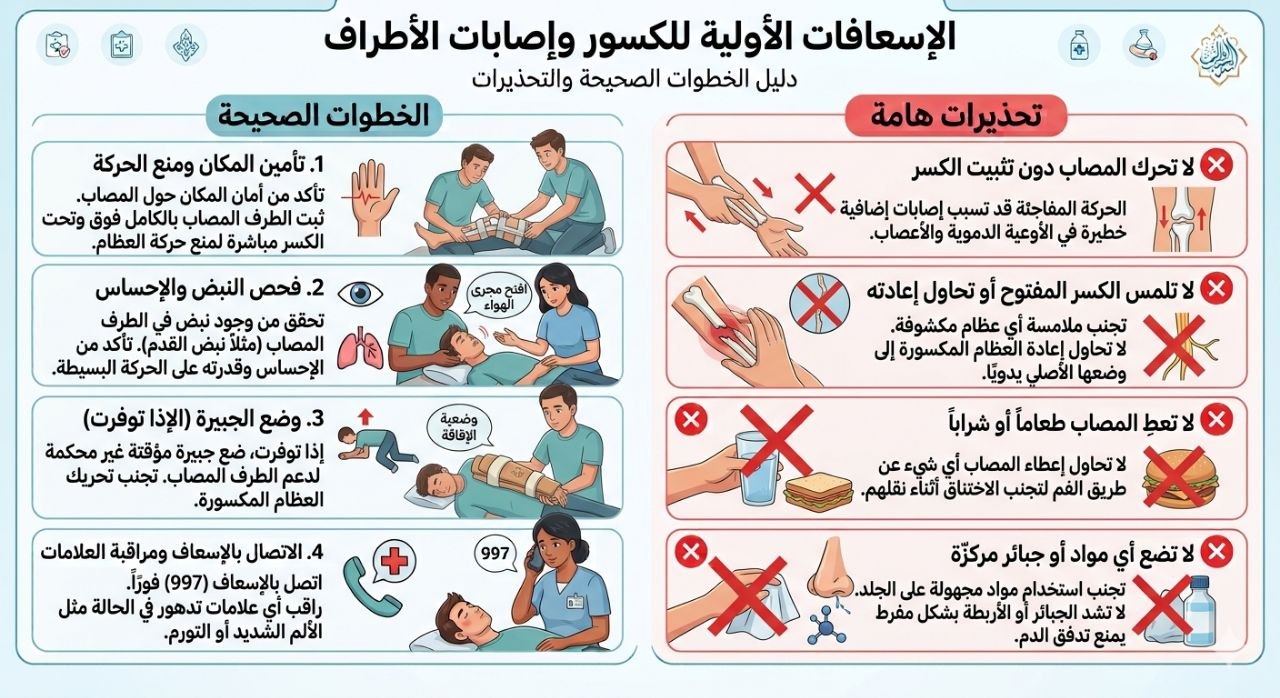 الإسعافات الأولية للكسور وإصابات الأطراف
دليل الخطوات الصحيحة والتحذيرات
تحذيرات هامة
لا تحرك المصاب دون تثبيت الكسر
الحركة المفاجئة قد تسبب إصابات إضافية
خطيرة في الأوعية الدموية والأعصاب.
لا تلمس الكسر المفتوح أو تحاول إعادته
تجنب ملامسة أي عظام مكشوفة.
لا تحاول إعادة العظام المكسورة إلى
وضعها الأصلي يدويًا.
لا تعطِ المصاب طعاماً أو شراباً
لا تحاول إعطاء المصاب أي شيء عن
طريق الفم لتجنب الاختناق أثناء نقلهم.
لا تضع أي مواد أو جبائر مركزّة
تجنب استخدام مواد مجهولة على الجلد.
لا تشد الجبائر أو الأربطة بشكل مفرط
يمنع تدفق الدم.
الخطوات الصحيحة
1. تأمين المكان ومنع الحركة
تأكد من أمان المكان حول المصاب.
ثبت الطرف المصاب بالكامل فوق وتحت
الكسر مباشرة لمنع حركة العظام.
2. فحص النبض والإحساس
تحقق من وجود نبض في الطرف
المصاب (مثلاً نبض القدم). تأكد من
الإحساس وقدرته على الحركة البسيطة.
افتح مجرى
الهواء
3. وضع الجبيرة (الإذا توفرت)
إذا توفرت، ضع جبيرة مؤقتة غير محكمة
لدعم الطرف المصاب. تجنب تحريك
العظام المكسورة.
وضعية
الإفاقة
4. الاتصال بالإسعاف ومراقبة العلامات
اتصل بالإسعاف (997) فورًاً.
راقب أي علامات تدهور في الحالة مثل
الألم الشديد أو التورم.
997